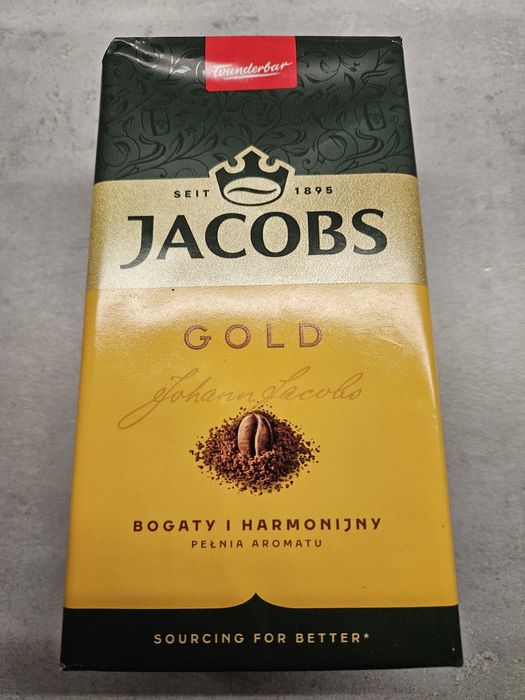 wunderbar
SEIT 1895
JACOBS
GOLD
Johann Jacobs
BOGATY I HARMONIJNY
PEŁNIA AROMATU
SOURCING FOR BETTER*